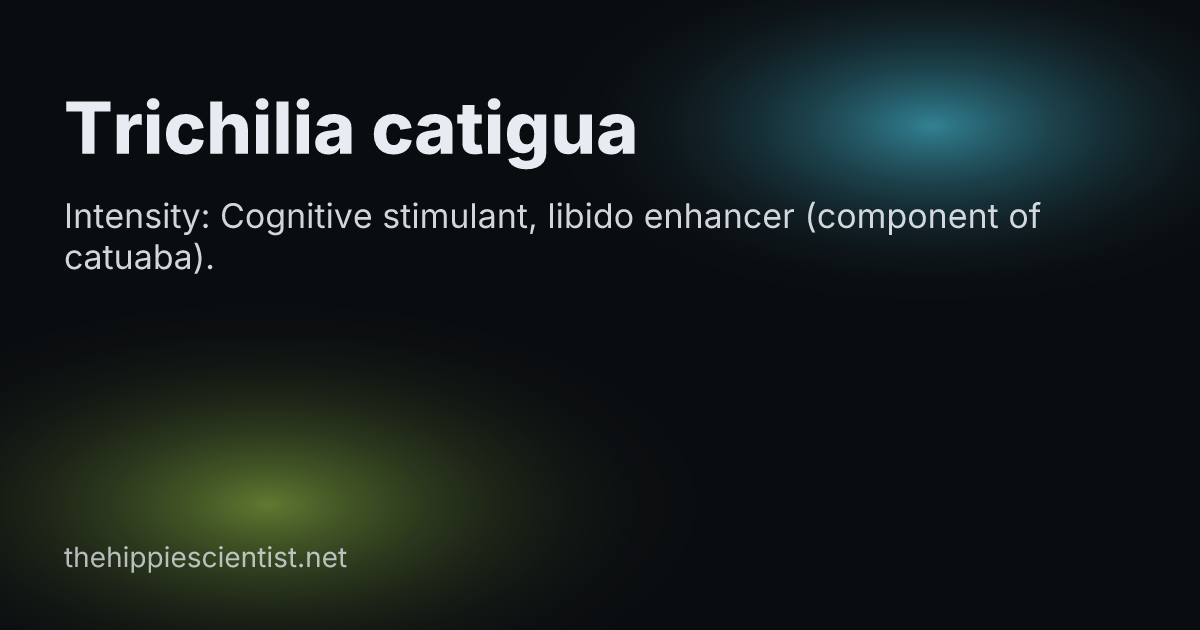 Trichilia catigua
Intensity: Cognitive stimulant, libido enhancer (component of
catuaba).
thehippiescientist.net